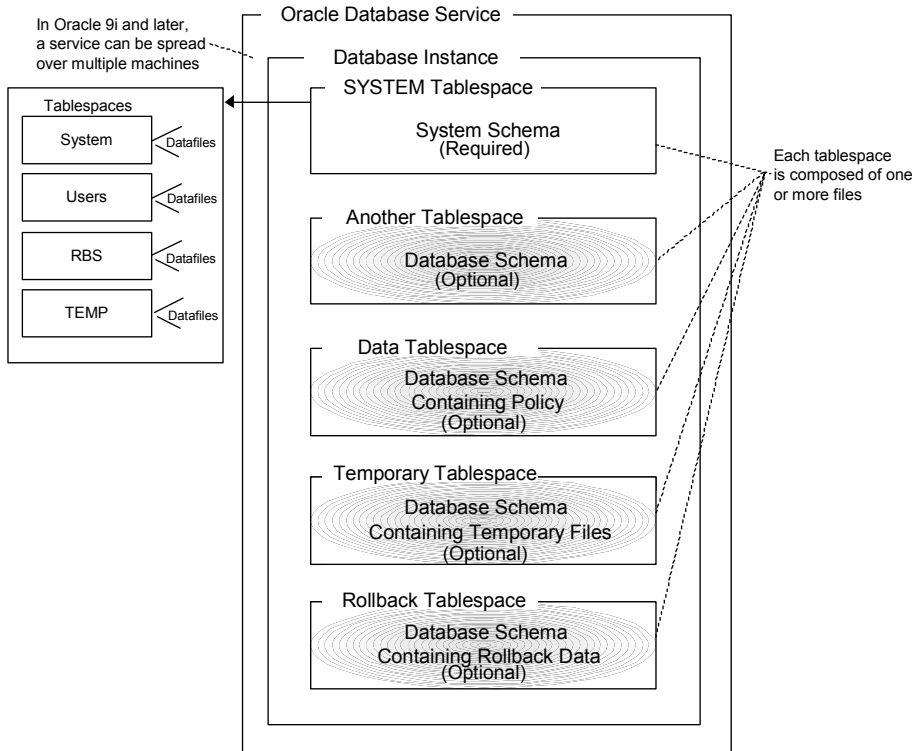 In Oracle 9i and later,
a service can be spread
over multiple machines
Oracle Database Service
Database Instance
SYSTEM Tablespace
System Schema
(Required)
Tablespaces
System
Datafiles
Users
Datafiles
RBS
Datafiles
TEMP
Datafiles
Each tablespace
is composed of one
or more files
Another Tablespace
Database Schema
(Optional)
Data Tablespace
Database Schema
Containing Policy
(Optional)
Temporary Tablespace
Database Schema
Containing Temporary Files
(Optional)
Rollback Tablespace
Database Schema
Containing Rollback Data
(Optional)